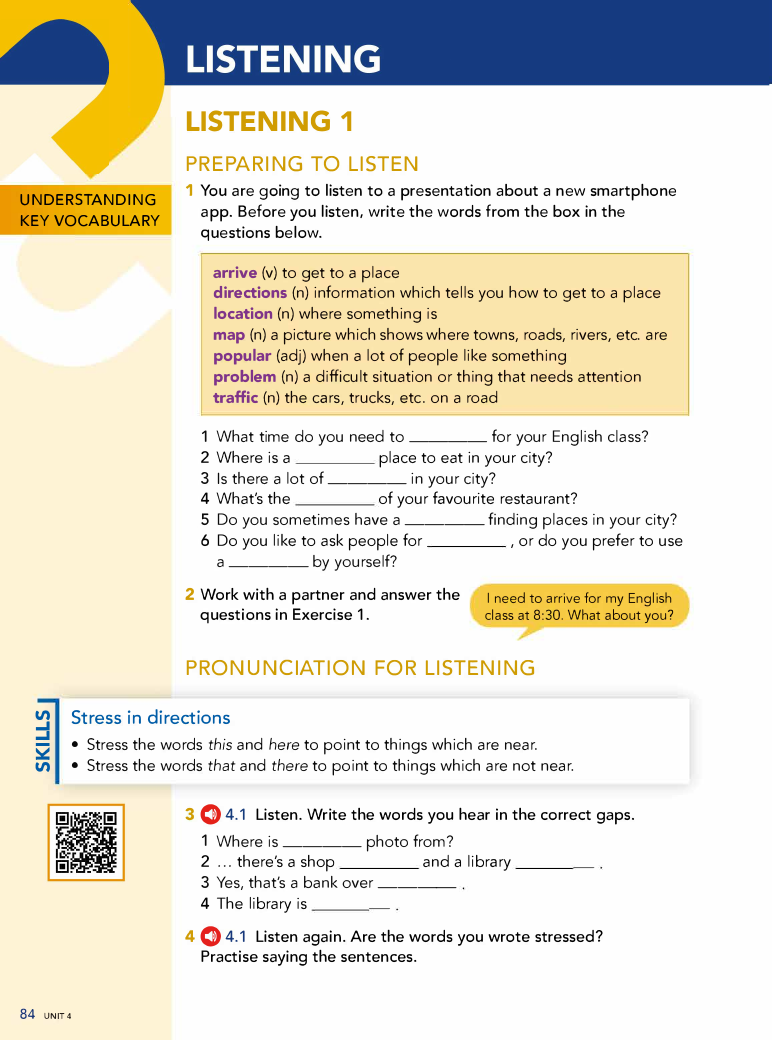 LISTENING
LISTENING 1
PREPARING TO LISTEN
UNDERSTANDING
KEY VOCABULARY
1 You are going to listen to a presentation about a new smartphone
app. Before you listen, write the words from the box in the
questions below.
arrive (v) to get to a place
directions (n) information which tells you how to get to a place
location (n) where something is
map (n) a picture which shows where towns, roads, rivers, etc. are
popular (adj) when a lot of people like something
problem (n) a difficult situation or thing that needs attention
traffic (n) the cars, trucks, etc. on a road
1 What time do you need to __________ for your English class?
2 Where is a __________ place to eat in your city?
3 Is there a lot of __________ in your city?
4 What's the __________ of your favourite restaurant?
5 Do you sometimes have a __________ finding places in your city?
6 Do you like to ask people for __________ , or do you prefer to use
a __________ by yourself?
2 Work with a partner and answer the
questions in Exercise 1.
I need to arrive for my English
class at 8:30. What about you?
PRONUNCIATION FOR LISTENING
SKILLS
Stress in directions
• Stress the words this and here to point to things which are near.
• Stress the words that and there to point to things which are not near.
3 4.1 Listen. Write the words you hear in the correct gaps.
1 Where is __________ photo from?
2 … there's a shop __________ and a library __________ .
3 Yes, that's a bank over __________ .
4 The library is __________ .
4 4.1 Listen again. Are the words you wrote stressed?
Practise saying the sentences.
84 UNIT 4